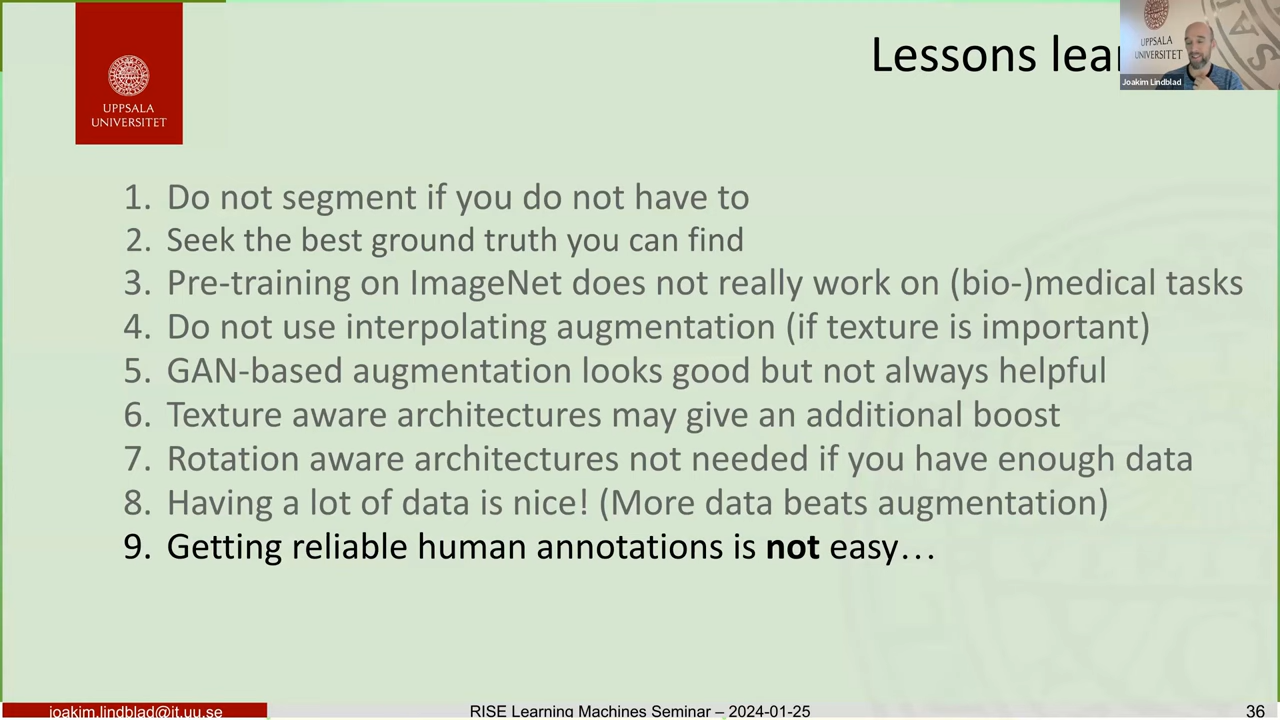 UPPSALA
UNIVERSITET
Lessons lear
UPPSALA
UNIVERSITET
Joakim Lindblad
1. Do not segment if you do not have to
2. Seek the best ground truth you can find
3. Pre-training on ImageNet does not really work on (bio-)medical tasks
4. Do not use interpolating augmentation (if texture is important)
5. GAN-based augmentation looks good but not always helpful
6. Texture aware architectures may give an additional boost
7. Rotation aware architectures not needed if you have enough data
8. Having a lot of data is nice! (More data beats augmentation)
9. Getting reliable human annotations is not easy…
joakim.lindblad@it.uu.se
RISE Learning Machines Seminar – 2024-01-25
36